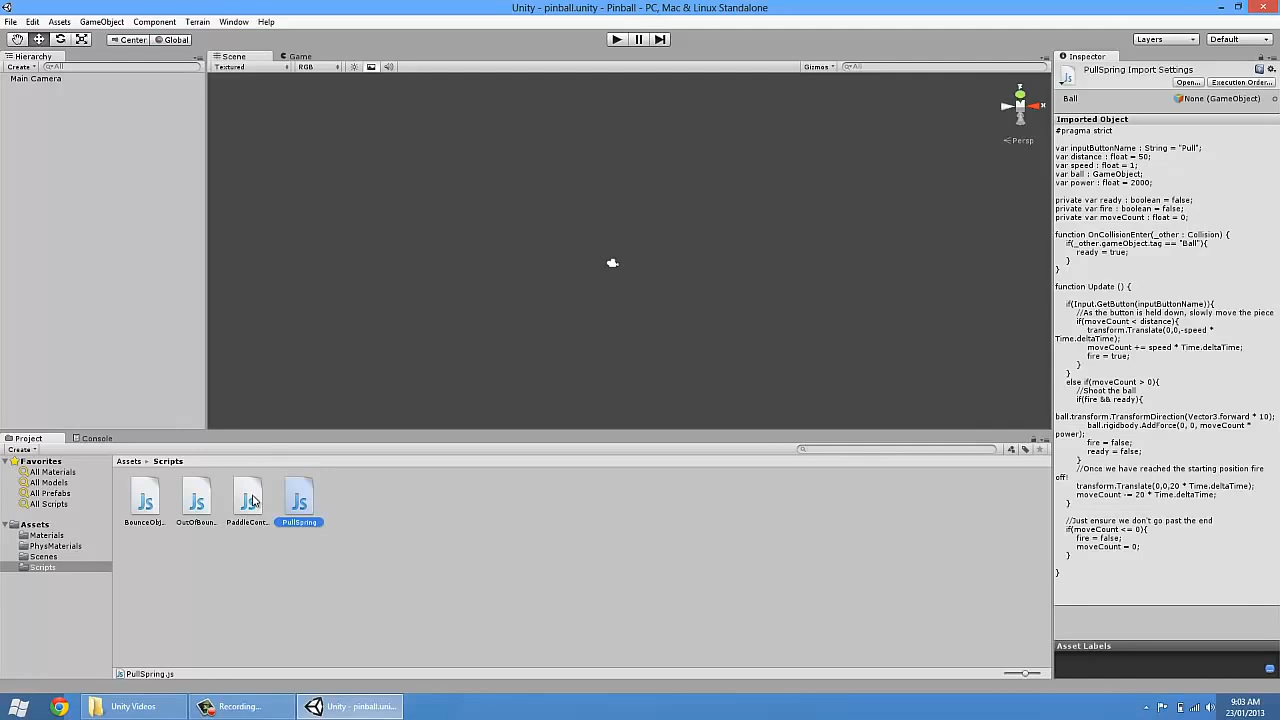 Unity - pinball.unity - Pinball - PC, Mac & Linux Standalone
File Edit Assets GameObject Component Terrain Window Help
Center Global
Layers Default
Hierarchy
Create All
Main Camera
Scene Game
Textured RGB Gizmos All
Persp
Inspector
PullSpring Import Settings
Open... Execution Order...
Ball None (GameObject)
Imported Object
#pragma strict
var inputButtonName : String = "Pull";
var distance : float = 50;
var speed : float = 1;
var ball : GameObject;
var power : float = 2000;
private var ready : boolean = false;
private var fire : boolean = false;
private var moveCount : float = 0;
function OnCollisionEnter(_other : Collision) {
if(_other.gameObject.tag == "Ball"){
ready = true;
}
}
function Update () {
if(Input.GetButton(inputButtonName)){
//As the button is held down, slowly move the piece
if(moveCount < distance){
transform.Translate(0,0,-speed *
Time.deltaTime);
moveCount += speed * Time.deltaTime;
fire = true;
}
}
else if(moveCount > 0){
//Shoot the ball
if(fire && ready){
ball.transform.TransformDirection(Vector3.forward * 10);
ball.rigidbody.AddForce(0, 0, moveCount *
power);
fire = false;
ready = false;
}
//Once we have reached the starting position fire
off!
transform.Translate(0,0,20 * Time.deltaTime);
moveCount -= 20 * Time.deltaTime;
}
//Just ensure we don't go past the end
if(moveCount <= 0){
fire = false;
moveCount = 0;
}
}
Asset Labels
Project Console
Create
Favorites
All Materials
All Models
All Prefabs
All Scripts
Assets
Materials
PhysMaterials
Scenes
Scripts
Assets Scripts
Js Js Js Js
BounceObj... OutOfBoun... PaddleCont... PullSpring
PullSpring.js
Unity Videos Recording... Unity - pinball.uni...
9:03 AM
23/01/2013